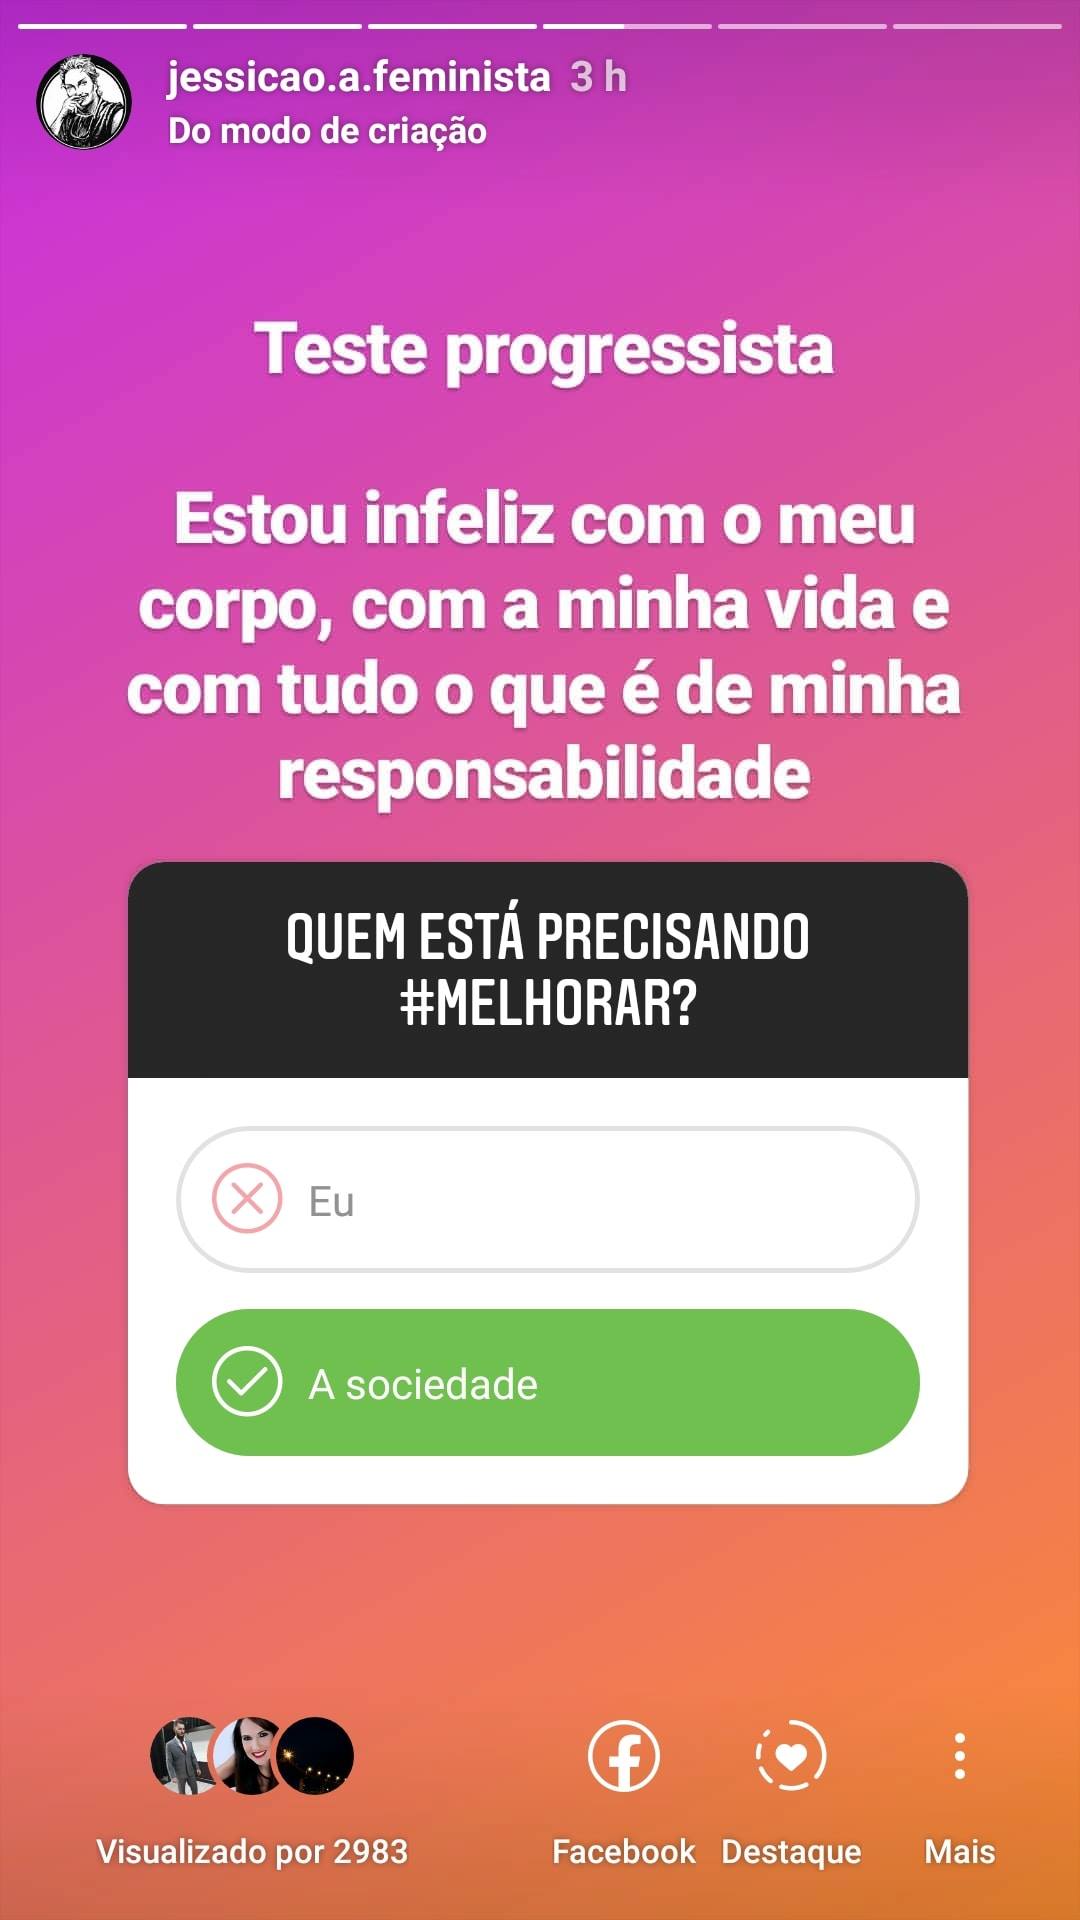 jessicao.a.feminista 3 h
Do modo de criação
Teste progressista
Estou infeliz com o meu
corpo, com a minha vida e
com tudo o que é de minha
responsabilidade
QUEM ESTÁ PRECISANDO
#MELHORAR?
Eu
A sociedade
Visualizado por 2983
Facebook
Destaque
Mais